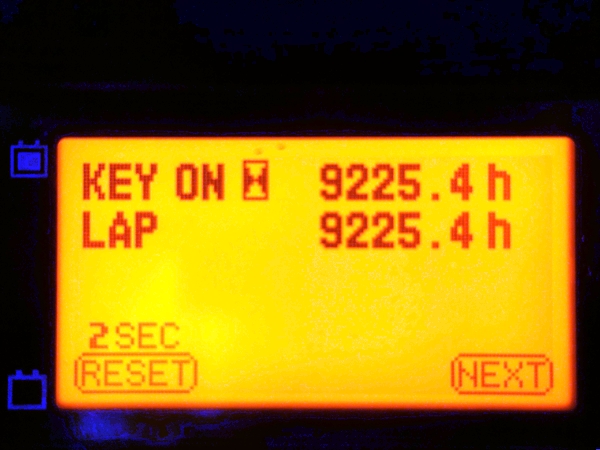 KEY ON 9225.4 h
LAP 9225.4 h
2 SEC
RESET NEXT